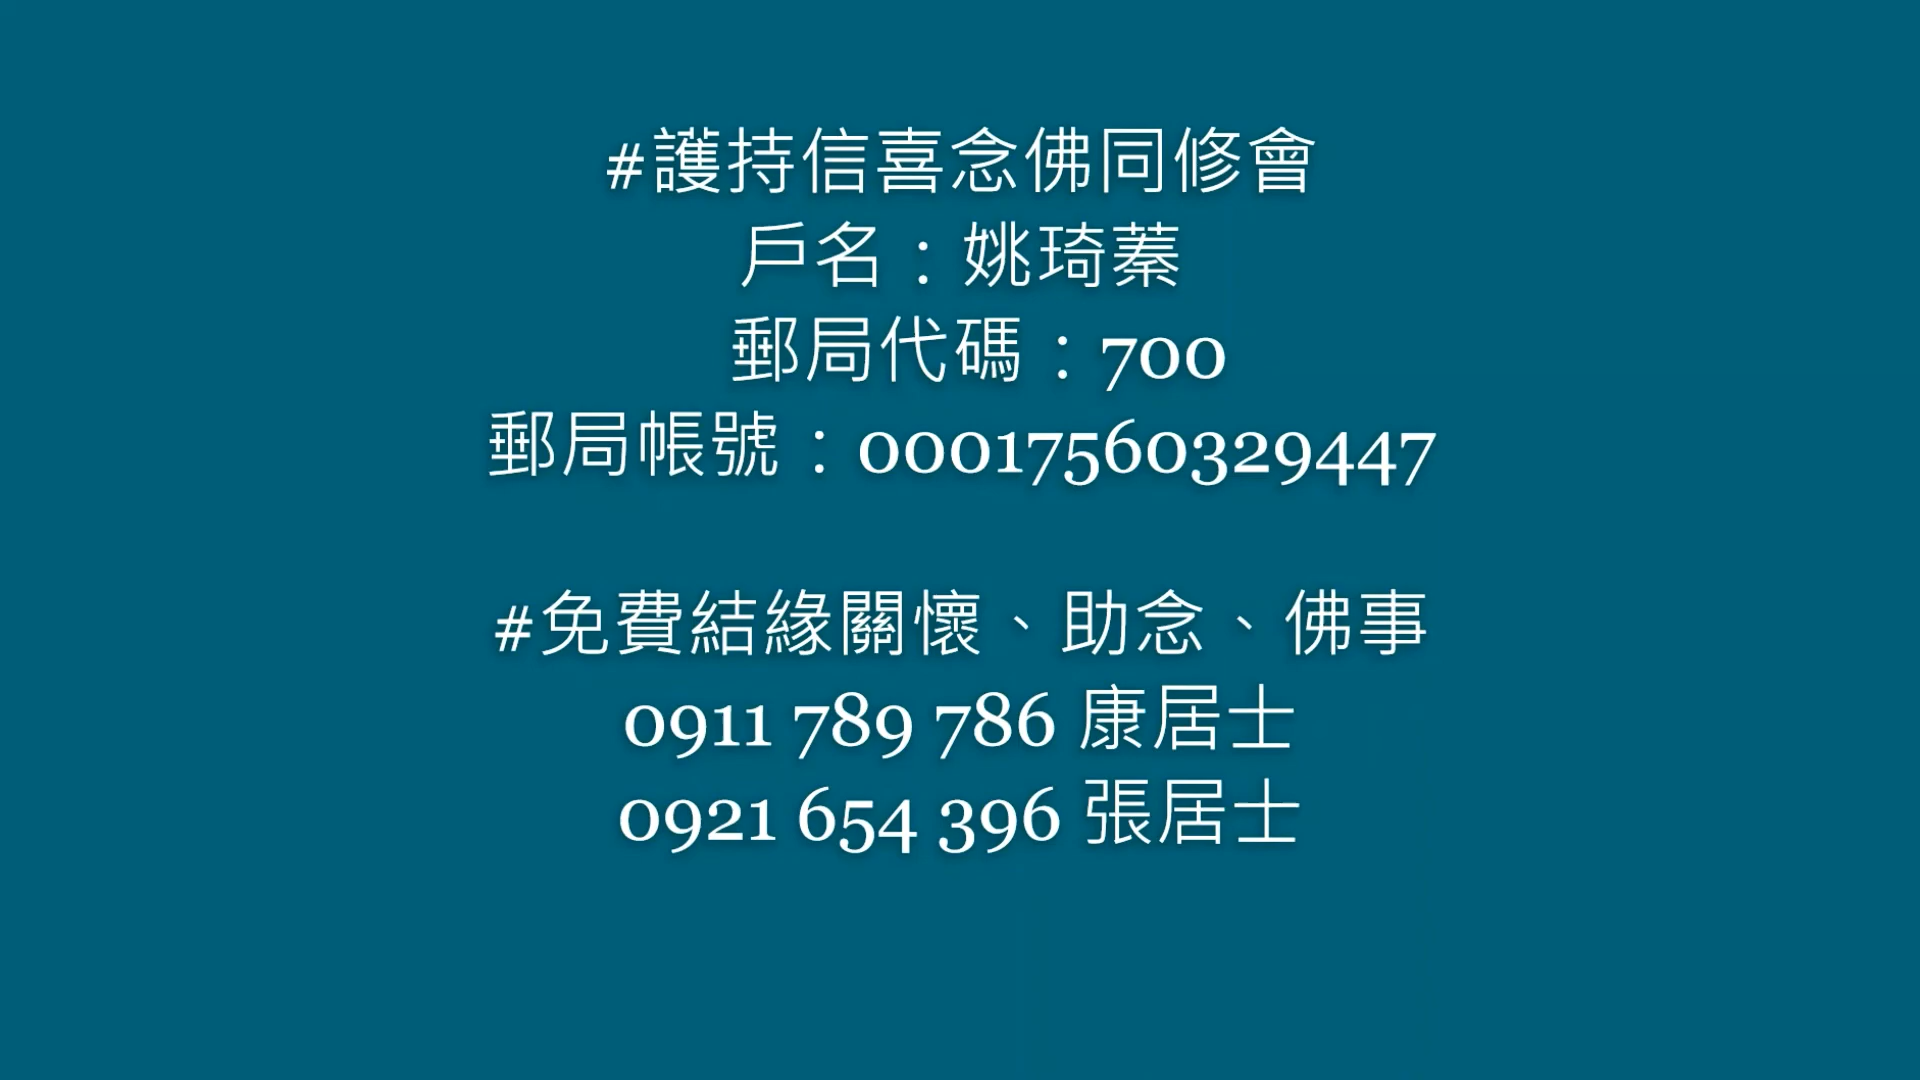 #護持信喜念佛同修會
戶名：姚琦蓁
郵局代碼：700
郵局帳號：00017560329447
#免費結緣關懷、助念、佛事
0911 789 786 康居士
0921 654 396 張居士